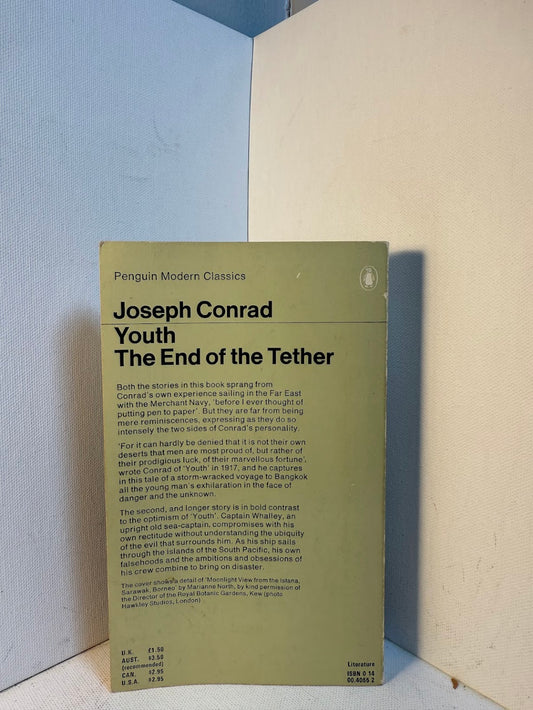 Penguin Modern Classics
Joseph Conrad
Youth
The End of the Tether
Both the stories in this book sprang from
Conrad's own experience sailing in the Far East
with the Merchant Navy, 'before I ever thought of
putting pen to paper'. But they are far from being
mere reminiscences, expressing as they do so
intensely the two sides of Conrad's personality.
'For it can hardly be denied that it is not their own
deserts that men are most proud of, but rather of
their prodigious luck, of their marvellous fortune',
wrote Conrad of 'Youth' in 1917, and he captures
in this tale of a storm-wracked voyage to Bangkok
all the young man's exhilaration in the face of
danger and the unknown.
The second, and longer story is in bold contrast
to the optimism of 'Youth'. Captain Whalley, an
upright old sea-captain, compromises with his
own rectitude without understanding the ubiquity
of the evil that surrounds him. As his ship sails
through the islands of the South Pacific, his own
falsehoods and the ambitions and obsessions of
his crew combine to bring on disaster.
The cover shows a detail of 'Moonlight View from the Istana,
Sarawak, Borneo' by Marianne North, by kind permission of
the Director of the Royal Botanic Gardens, Kew (photo
Hawkley Studios, London)
U.K. £1.50
AUST. $3.50
(recommended)
CAN. $2.95
U.S.A. $2.95
Literature
ISBN 0 14
00.4055 2